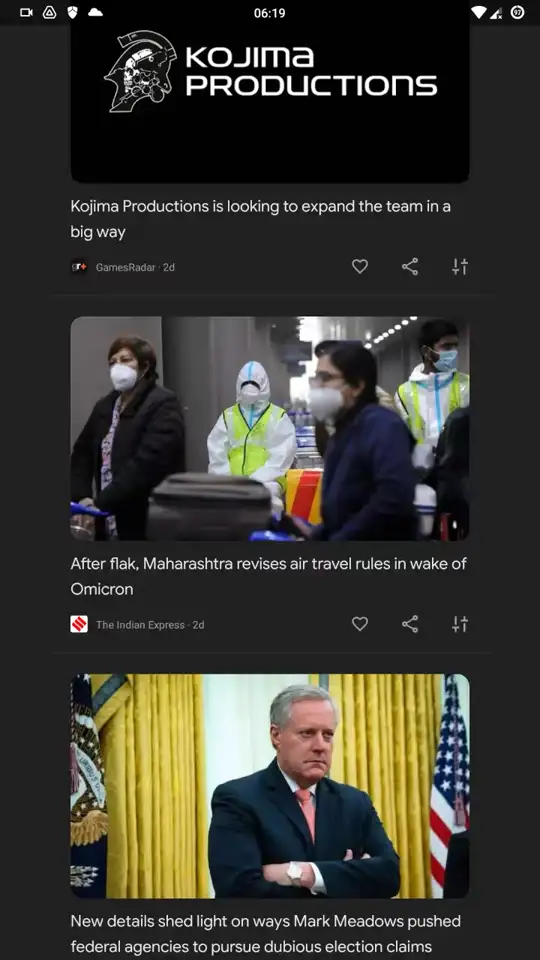 06:19
97
KOJIMA
PRODUCTIONS
Kojima Productions is looking to expand the team in a
big way
GamesRadar · 2d
After flak, Maharashtra revises air travel rules in wake of
Omicron
The Indian Express · 2d
New details shed light on ways Mark Meadows pushed
federal agencies to pursue dubious election claims